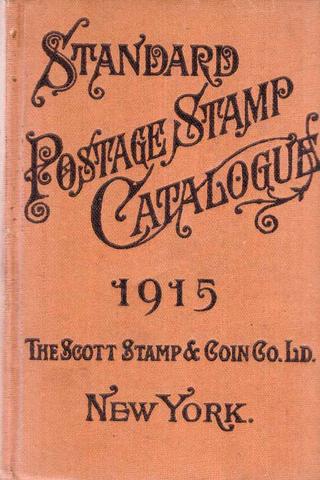 STANDARD
POSTAGE STAMP
CATALOGUE
1915
THE SCOTT STAMP & COIN CO. LTD.
NEW YORK.